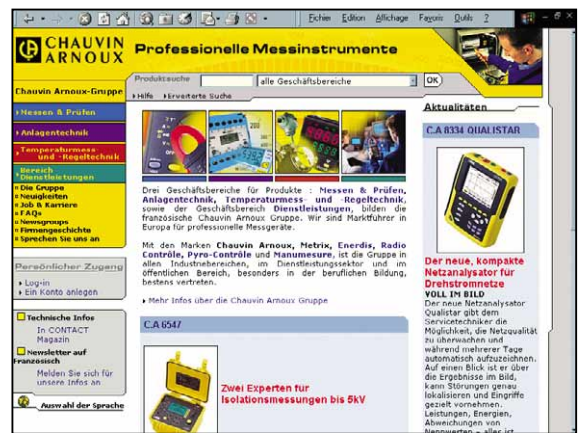 Fichier Edition Affichage Favoris Outils ?
CHAUVIN
ARNOUX
Professionelle Messinstrumente
Produktsuche
alle Geschäftsbereiche
OK
Hilfe Erweiterte Suche
Chauvin Arnoux-Gruppe
Messen & Prüfen
Anlagentechnik
Temperaturmess-
und -Regeltechnik
Bereich
Dienstleistungen
Die Gruppe
Neuigkeiten
Job & Karriere
FAQs
Newsgroups
Firmengeschichte
Sprechen Sie uns an
Persönlicher Zugang
Log-in
Ein Konto anlegen
Technische Infos
In CONTACT
Magazin
Newsletter auf
Französisch
Melden Sie sich für
unsere Infos an
Auswahl der Sprache
Drei Geschäftsbereiche für Produkte : Messen & Prüfen,
Anlagentechnik, Temperaturmess- und -Regeltechnik,
sowie der Geschäftsbereich Dienstleistungen, bilden die
französische Chauvin Arnoux Gruppe. Wir sind Marktführer in
Europa für professionelle Messgeräte.
Mit den Marken Chauvin Arnoux, Metrix, Enerdis, Radio
Contrôle, Pyro-Contrôle und Manumesure, ist die Gruppe in
allen Industriebereichen, im Dienstleistungssektor und im
öffentlichen Bereich, besonders in der beruflichen Bildung,
bestens vertreten.
Mehr Infos über die Chauvin Arnoux Gruppe
C.A 6547
Zwei Experten für
Isolationsmessungen bis 5kV
Aktualitäten
C.A 8334 QUALISTAR
Der neue, kompakte
Netzanalysator für
Drehstromnetze
VOLL IM BILD
Der neue Netzanalysator
Qualistar gibt dem
Servicetechniker die
Möglichkeit, die Netzqualität
zu überwachen und
während mehrerer Tage
automatisch aufzuzeichnen.
Auf einen Blick ist er über
die Ergebnisse im Bild,
kann Störungen genau
lokalisieren und Eingriffe
gezielt vornehmen.
Leistungen, Energien,
Abweichungen von
Nennwerten – alles ist